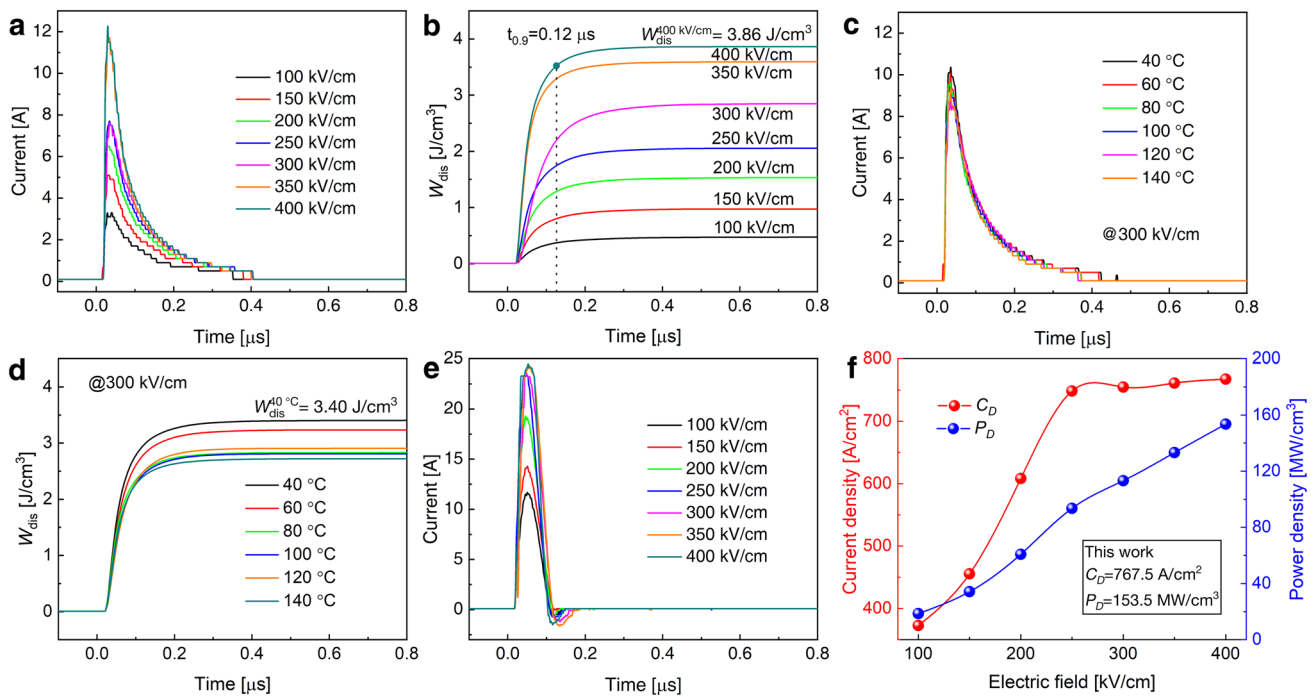 a
12
10
8
6
4
2
0
Current [A]
100 kV/cm
150 kV/cm
200 kV/cm
250 kV/cm
300 kV/cm
350 kV/cm
400 kV/cm
0.0 0.2 0.4 0.6 0.8
Time [μs]
b
t0.9=0.12 μs
W400 kV/cm dis = 3.86 J/cm3
4
3
2
1
0
Wdis [J/cm3]
400 kV/cm
350 kV/cm
300 kV/cm
250 kV/cm
200 kV/cm
150 kV/cm
100 kV/cm
0.0 0.2 0.4 0.6 0.8
Time [μs]
c
12
10
8
6
4
2
0
Current [A]
40 °C
60 °C
80 °C
100 °C
120 °C
140 °C
@300 kV/cm
0.0 0.2 0.4 0.6 0.8
Time [μs]
d
@300 kV/cm
W40 °C dis = 3.40 J/cm3
4
3
2
1
0
Wdis [J/cm3]
40 °C
60 °C
80 °C
100 °C
120 °C
140 °C
0.0 0.2 0.4 0.6 0.8
Time [μs]
e
25
20
15
10
5
0
Current [A]
100 kV/cm
150 kV/cm
200 kV/cm
250 kV/cm
300 kV/cm
350 kV/cm
400 kV/cm
0.0 0.2 0.4 0.6 0.8
Time [μs]
f
800
700
600
500
400
Current density [A/cm2]
CD
PD
This work
CD=767.5 A/cm2
PD=153.5 MW/cm3
200
160
120
80
40
0
Power density [MW/cm3]
100 150 200 250 300 350 400
Electric field [kV/cm]